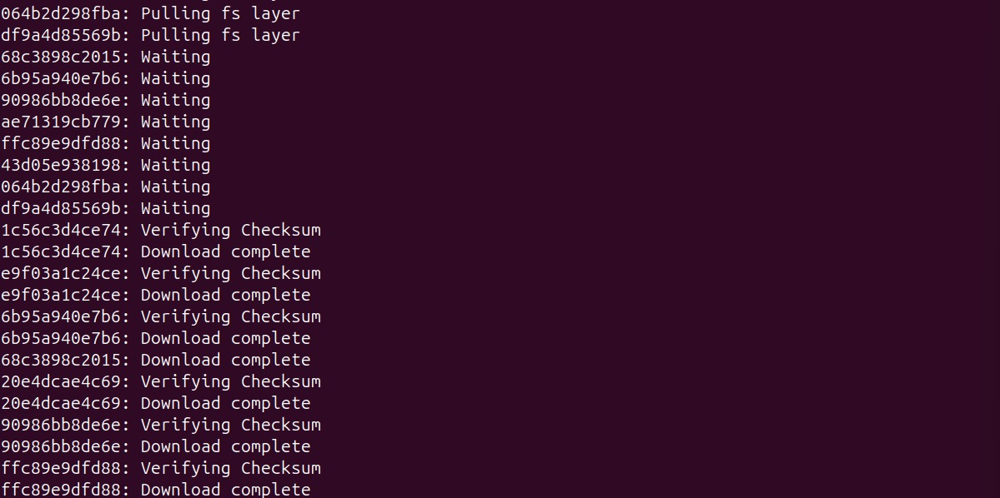 064b2d298fba: Pulling fs layer
df9a4d85569b: Pulling fs layer
68c3898c2015: Waiting
6b95a940e7b6: Waiting
90986bb8de6e: Waiting
ae71319cb779: Waiting
ffc89e9dfd88: Waiting
43d05e938198: Waiting
064b2d298fba: Waiting
df9a4d85569b: Waiting
1c56c3d4ce74: Verifying Checksum
1c56c3d4ce74: Download complete
e9f03a1c24ce: Verifying Checksum
e9f03a1c24ce: Download complete
6b95a940e7b6: Verifying Checksum
6b95a940e7b6: Download complete
68c3898c2015: Download complete
20e4dcae4c69: Verifying Checksum
20e4dcae4c69: Download complete
90986bb8de6e: Verifying Checksum
90986bb8de6e: Download complete
ffc89e9dfd88: Verifying Checksum
ffc89e9dfd88: Download complete